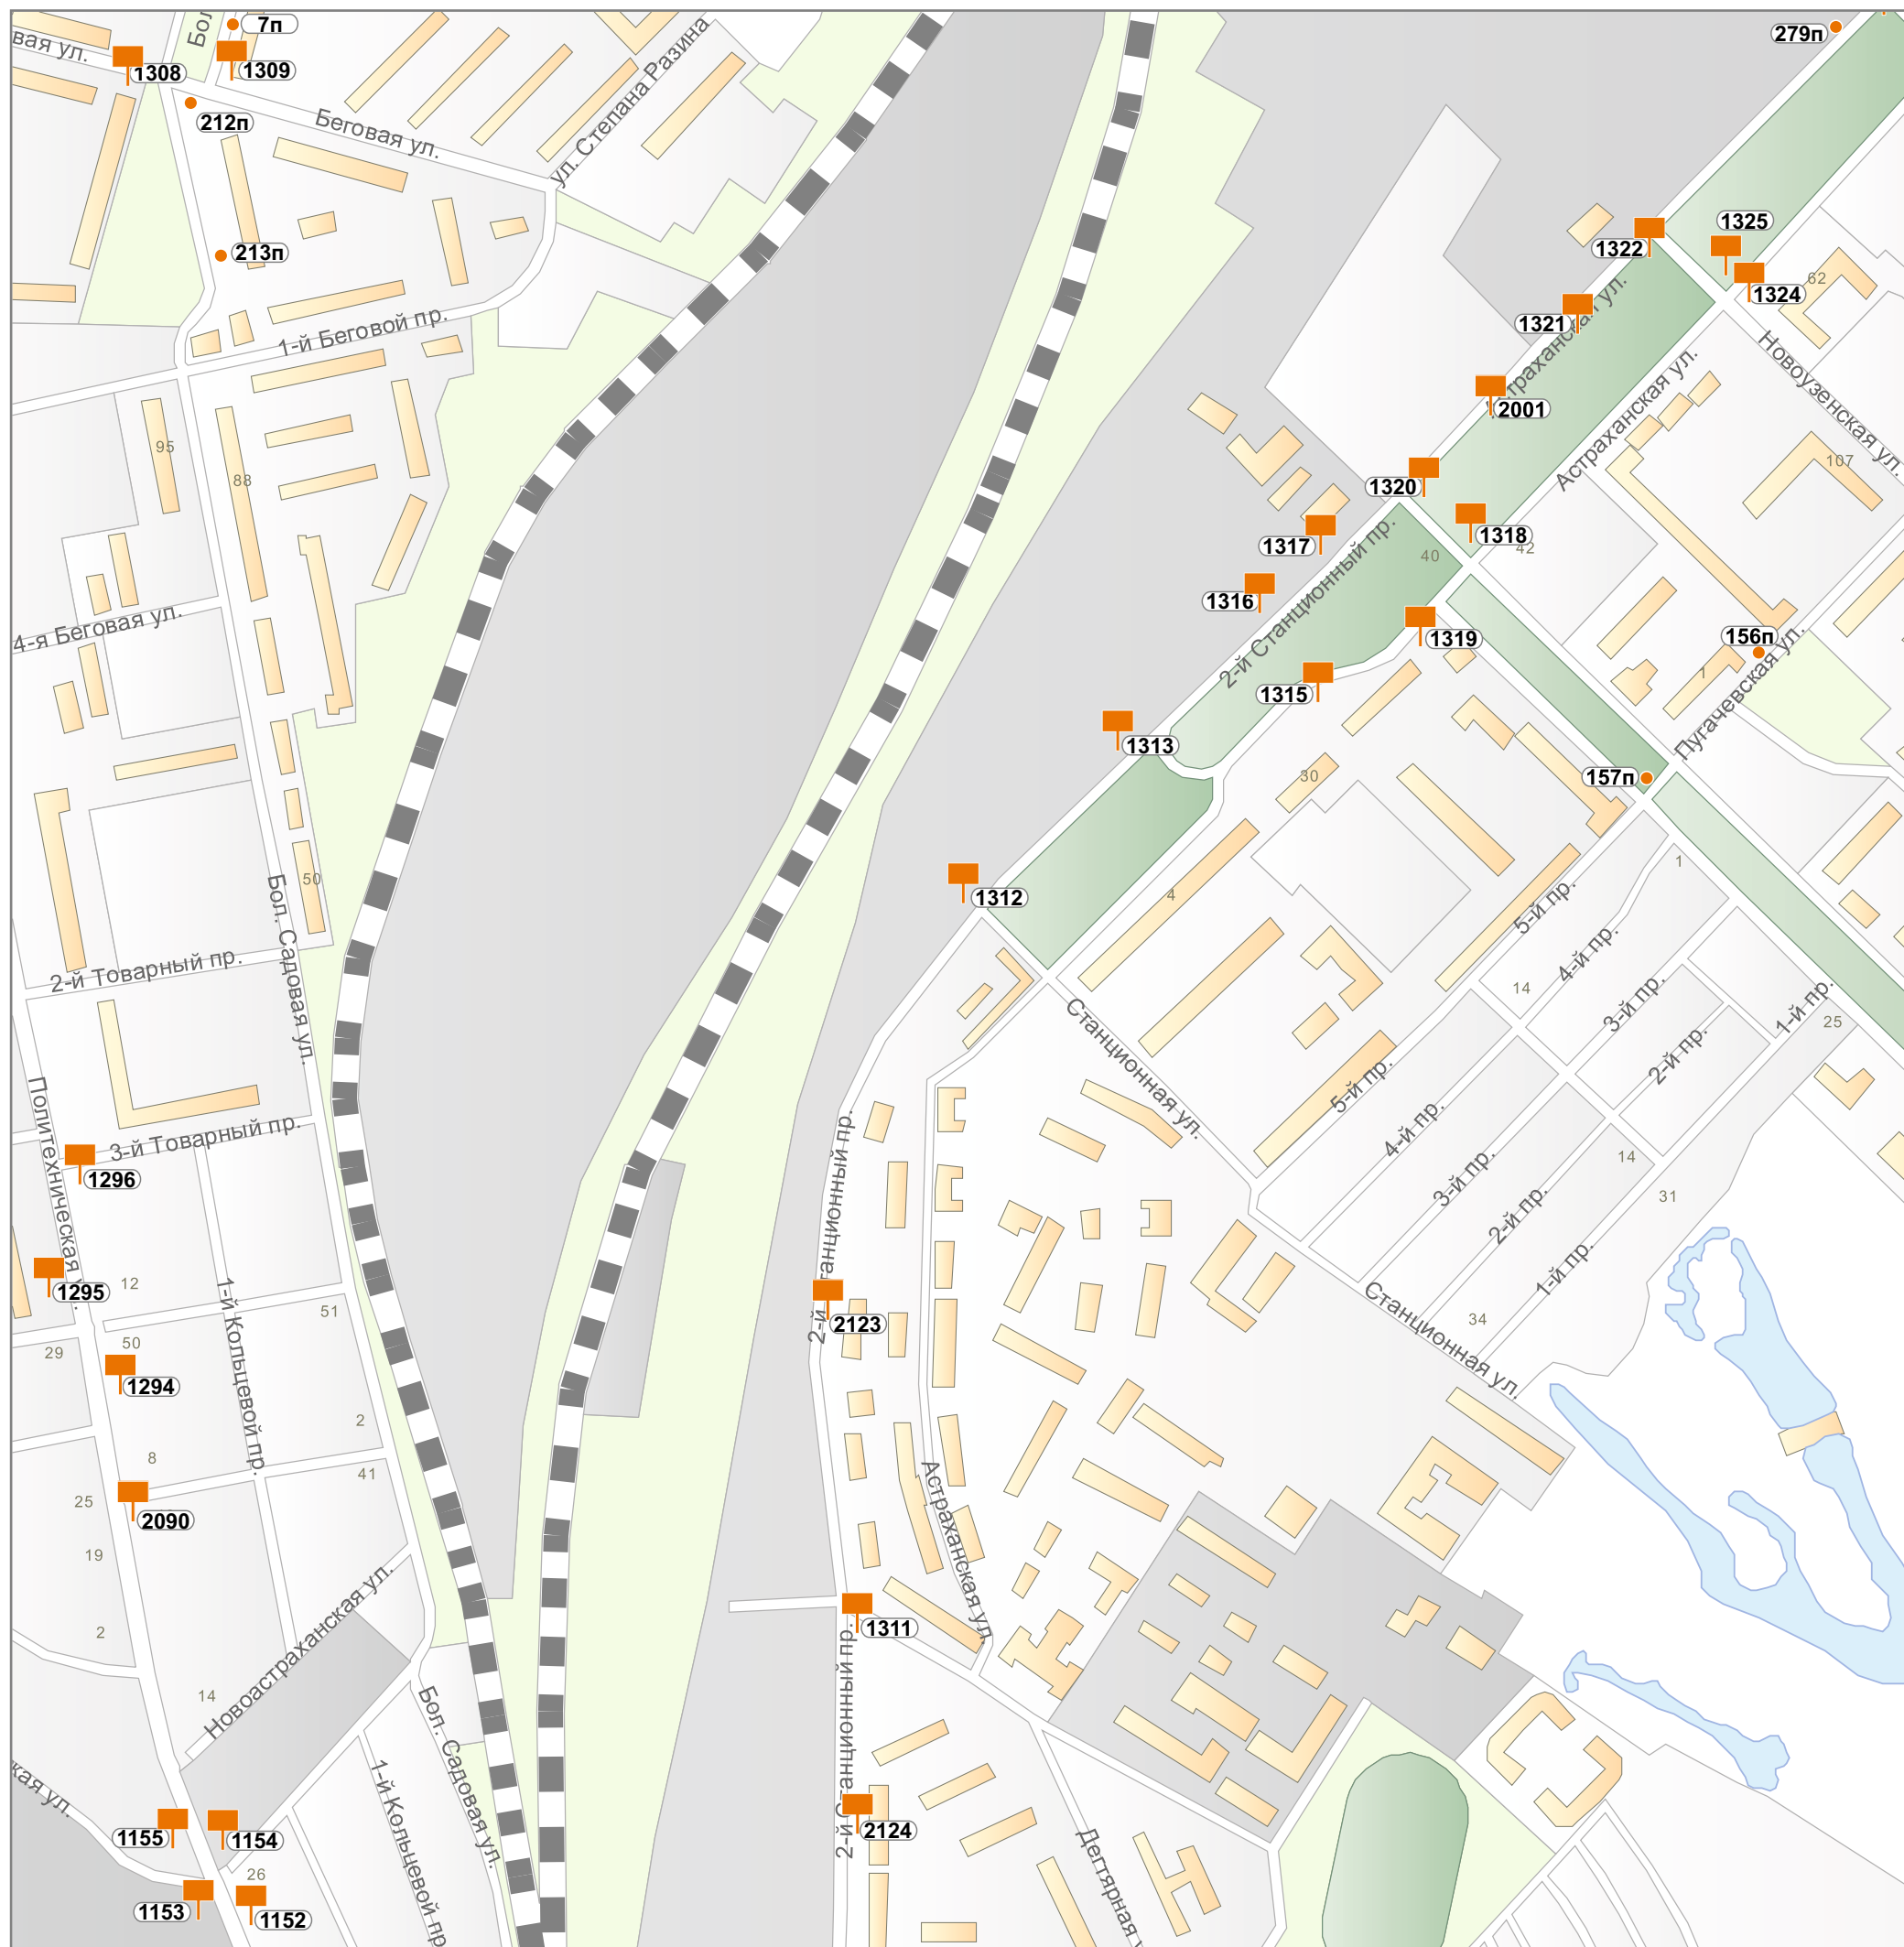 7п
279п
Бол
вая ул.
1308
1309
212п
Беговая ул.
ул. Степана Разина
1325
1322
213п
62
1324
1321
Астраханская ул.
1-й Беговой пр.
Новоузенская ул.
2001
Астраханская ул.
95
88
107
1320
1318
1317
40
42
1316
2-й Станционный пр.
4-я Беговая ул.
1319
156п
7
1315
Пугачевская ул.
1313
30
157п
50
1
1312
4
5-й пр.
4-й пр.
Бол. Садовая ул.
2-й Товарный пр.
14
3-й пр.
1-й пр.
25
2-й пр.
Станционная ул.
5-й пр.
4-й пр.
Политехническая у
3-й Товарный пр.
1296
14
3-й пр.
31
2-й пр.
2-й Станционный пр.
1-й пр.
1295
12
1-й Кольцевой пр.
51
Станционная ул.
34
2123
50
29
1294
2
8
41
25
2090
Астраханская ул.
19
Новоастраханская ул.
1311
2
14
Бол. Садовая ул.
2-й Станционный пр.
1-й Кольцевой пр
кая ул.
1155
1154
2124
Дегтярная у
26
1153
1152